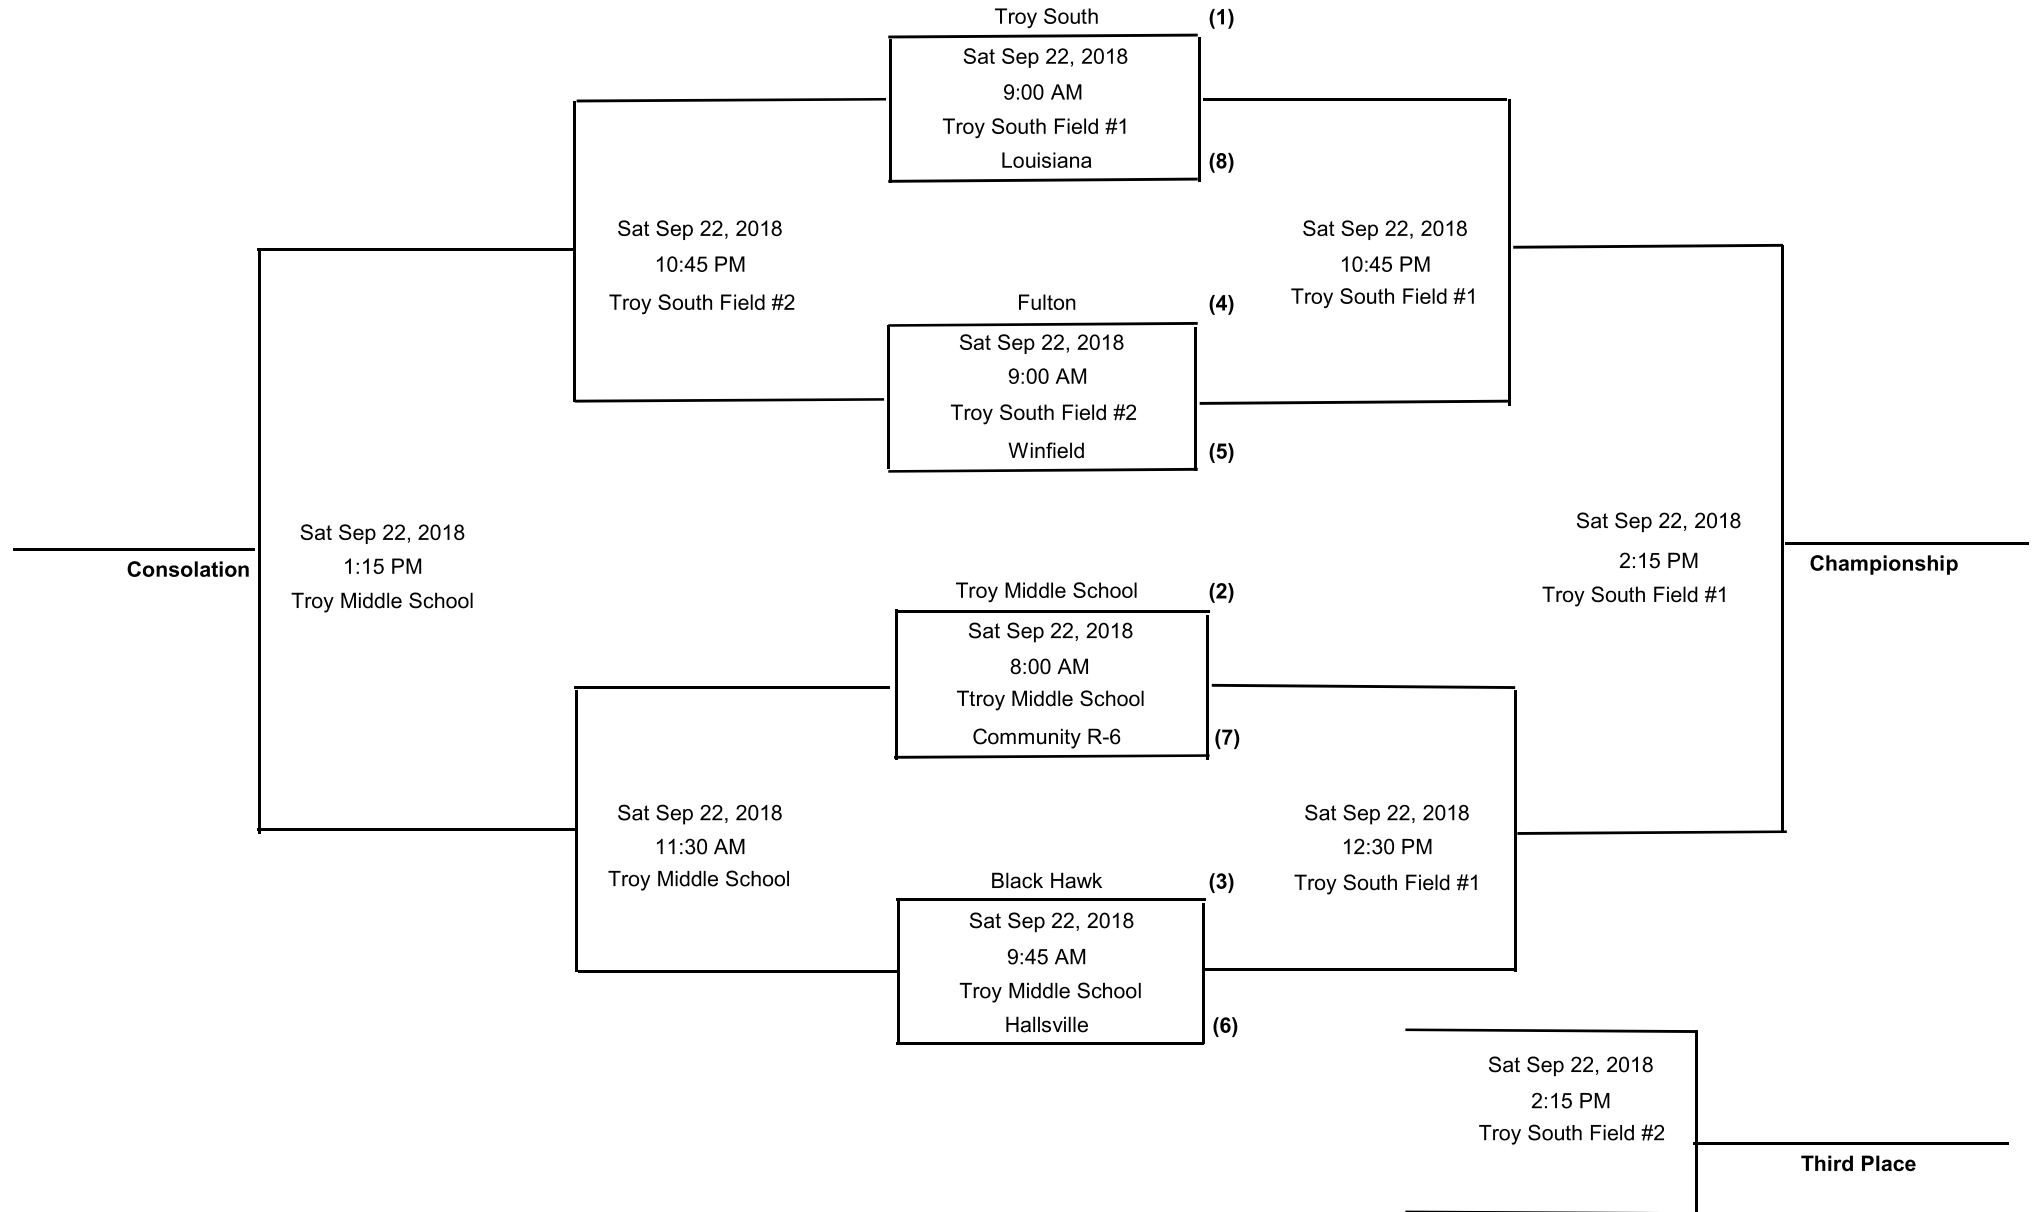 Troy South (1)
Sat Sep 22, 2018
9:00 AM
Troy South Field #1
Louisiana (8)
Sat Sep 22, 2018
10:45 PM
Troy South Field #2
Sat Sep 22, 2018
10:45 PM
Troy South Field #1
Fulton (4)
Sat Sep 22, 2018
9:00 AM
Troy South Field #2
Winfield (5)
Sat Sep 22, 2018
1:15 PM
Troy Middle School
Consolation
Sat Sep 22, 2018
2:15 PM
Troy South Field #1
Championship
Troy Middle School (2)
Sat Sep 22, 2018
8:00 AM
Ttroy Middle School
Community R-6 (7)
Sat Sep 22, 2018
11:30 AM
Troy Middle School
Sat Sep 22, 2018
12:30 PM
Troy South Field #1
Black Hawk (3)
Sat Sep 22, 2018
9:45 AM
Troy Middle School
Hallsville (6)
Sat Sep 22, 2018
2:15 PM
Troy South Field #2
Third Place